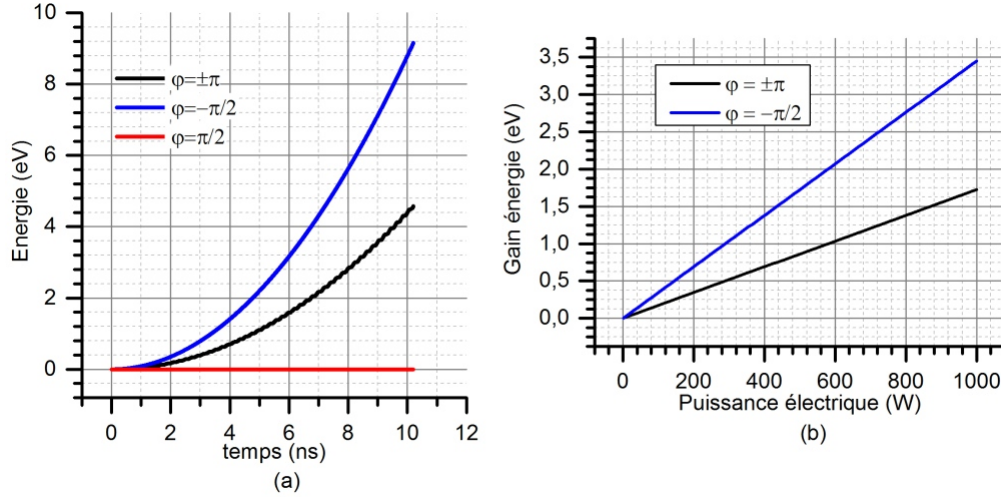 10
8
6
4
2
0
Energie (eV)
φ=±π
φ=−π/2
φ=π/2
0 2 4 6 8 10 12
temps (ns)
(a)
3,5
3,0
2,5
2,0
1,5
1,0
0,5
0,0
Gain énergie (eV)
φ = ±π
φ = −π/2
0 200 400 600 800 1000
Puissance électrique (W)
(b)